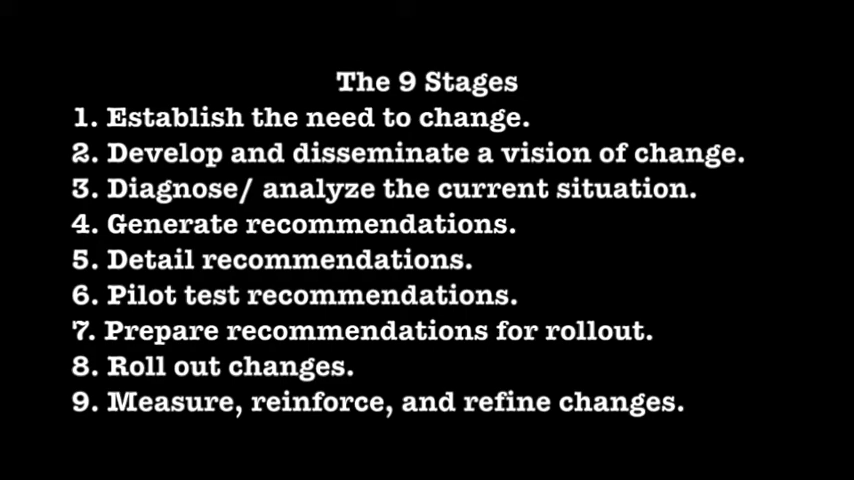 The 9 Stages
1. Establish the need to change.
2. Develop and disseminate a vision of change.
3. Diagnose/ analyze the current situation.
4. Generate recommendations.
5. Detail recommendations.
6. Pilot test recommendations.
7. Prepare recommendations for rollout.
8. Roll out changes.
9. Measure, reinforce, and refine changes.